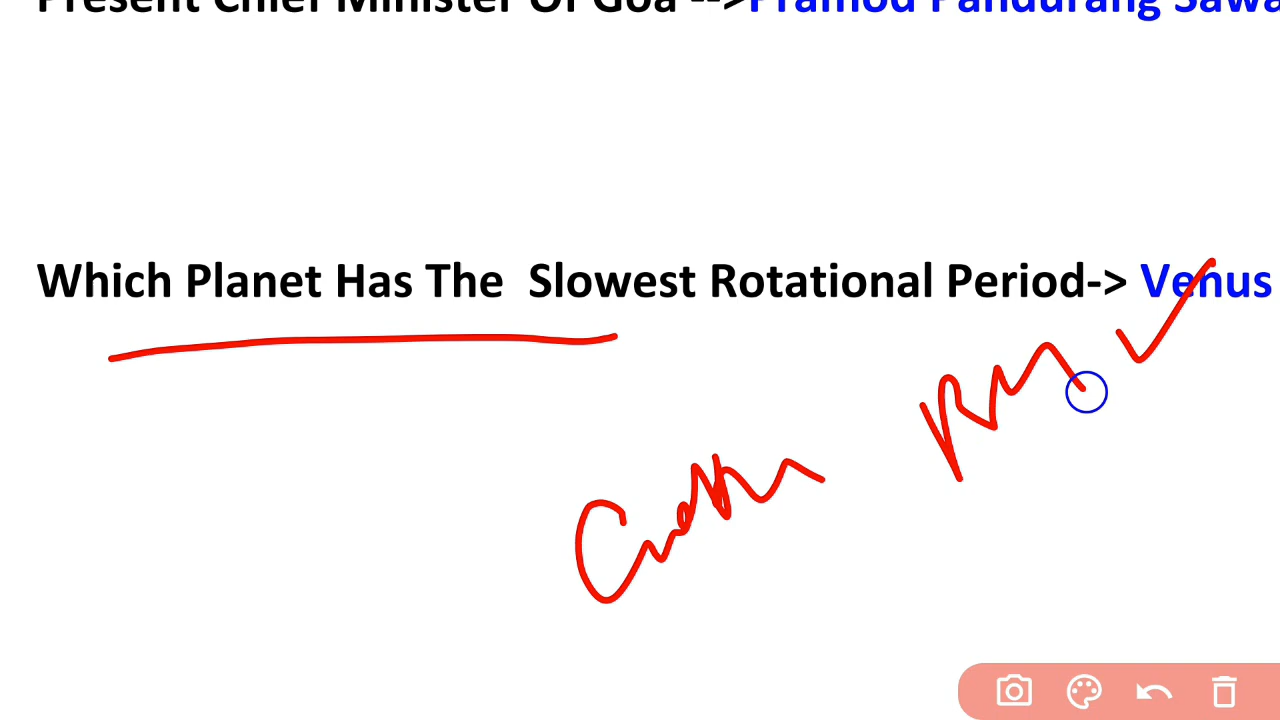 Present Chief Minister Of Goa -->Pramod Pandurang Sawa
Which Planet Has The Slowest Rotational Period-> Venus